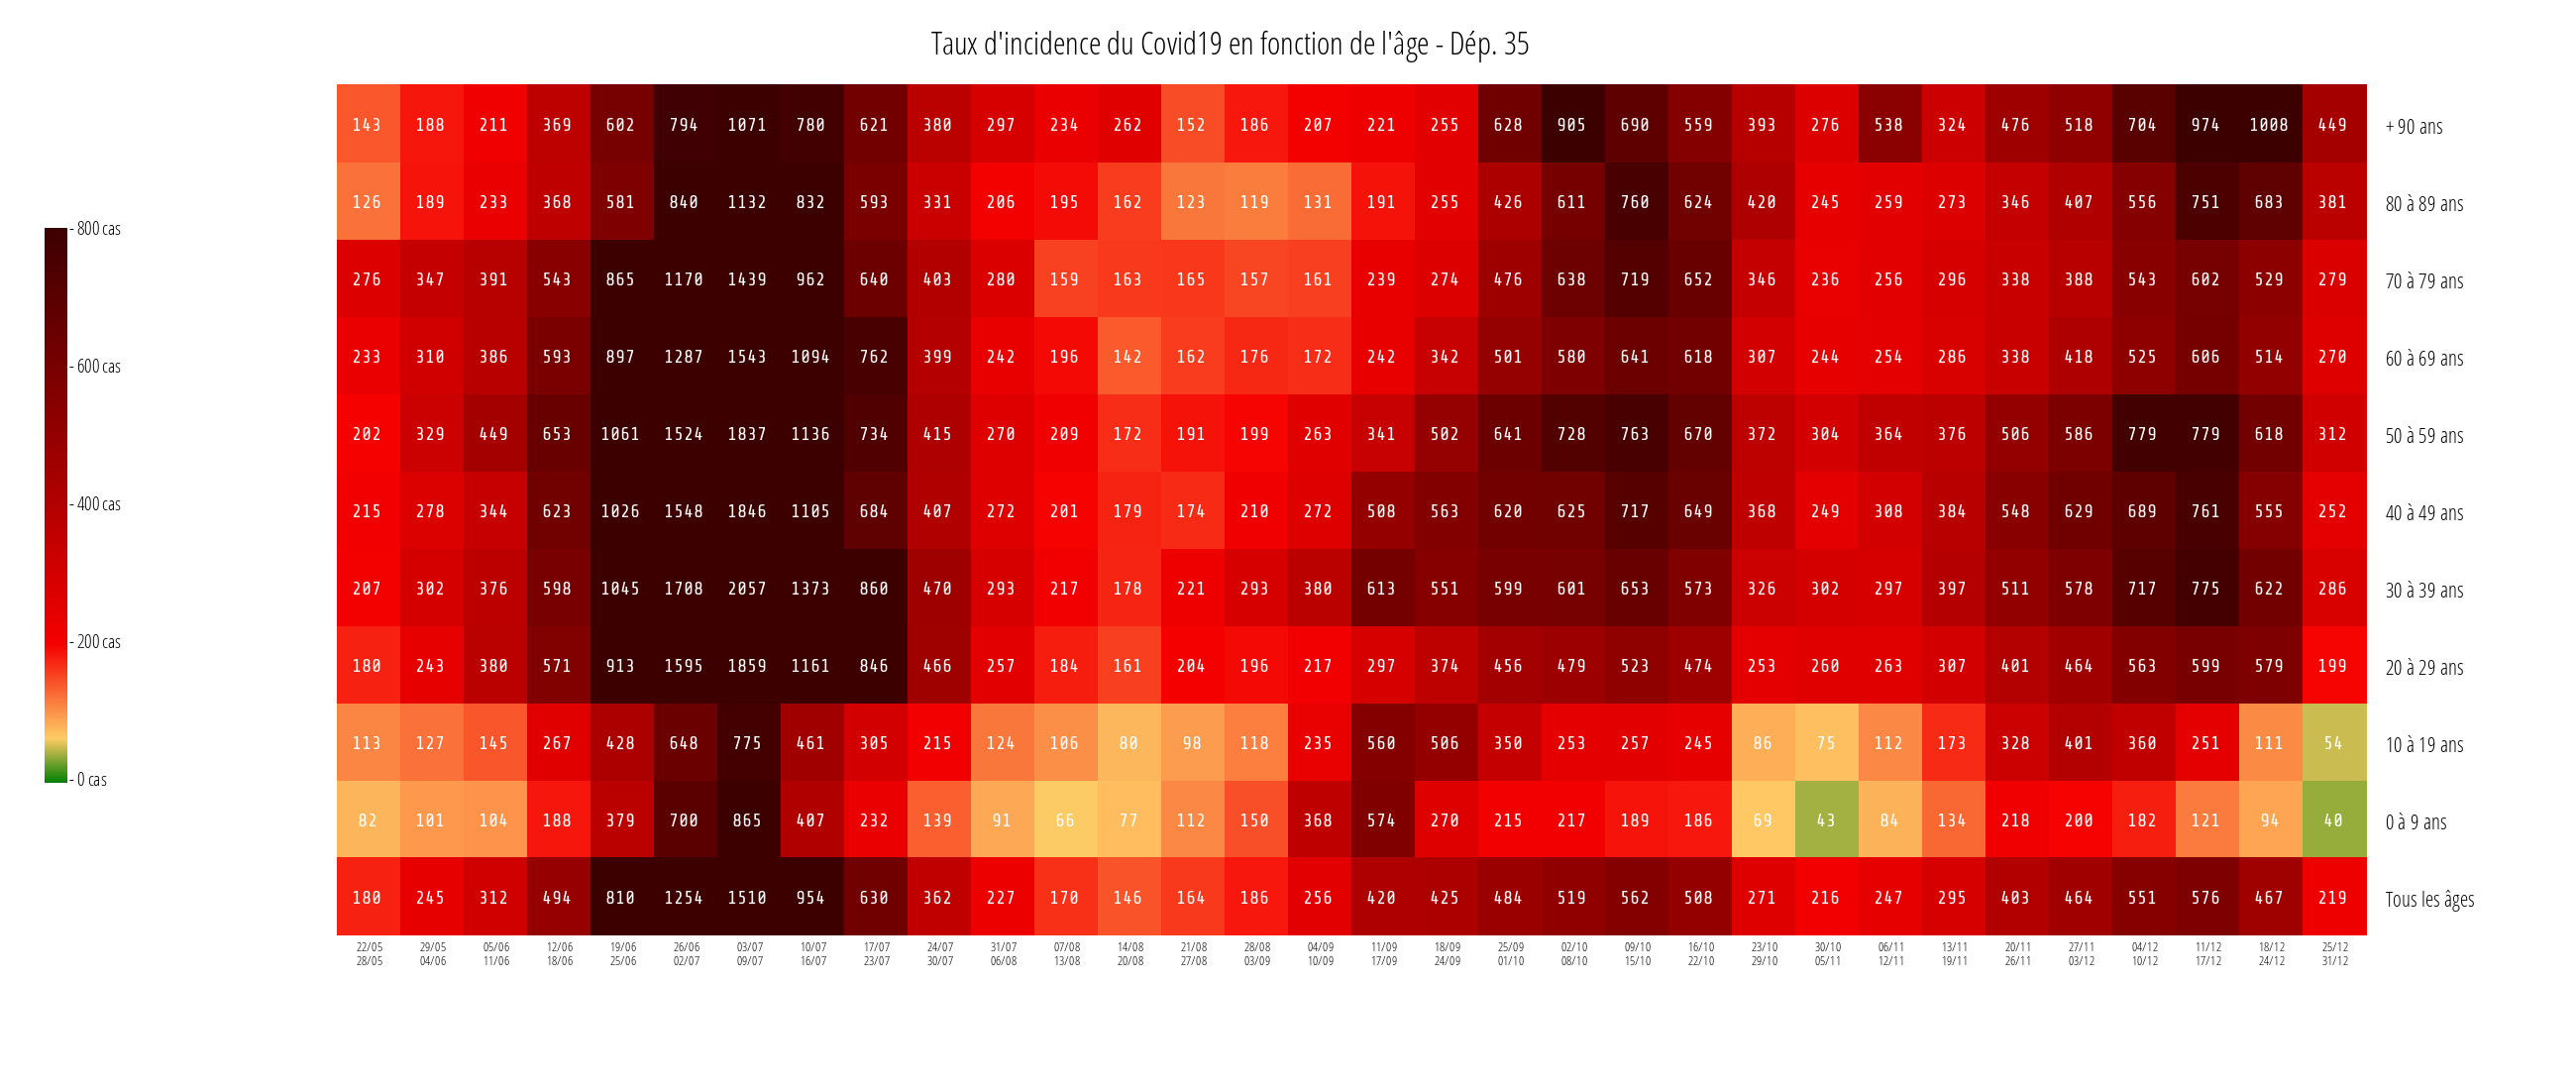 Taux d'incidence du Covid19 en fonction de l'âge - Dép. 35
- 800 cas
- 600 cas
- 400 cas
- 200 cas
- 0 cas
143 188 211 369 602 794 1071 780 621 380 297 234 262 152 186 207 221 255 628 905 690 559 393 276 538 324 476 518 704 974 1008 449 + 90 ans
126 189 233 368 581 840 1132 832 593 331 206 195 162 123 119 131 191 255 426 611 760 624 420 245 259 273 346 407 556 751 683 381 80 à 89 ans
276 347 391 543 865 1170 1439 962 640 403 280 159 163 165 157 161 239 274 476 638 719 652 346 236 256 296 338 388 543 602 529 279 70 à 79 ans
233 310 386 593 897 1287 1543 1094 762 399 242 196 142 162 176 172 242 342 501 580 641 618 307 244 254 286 338 418 525 606 514 270 60 à 69 ans
202 329 449 653 1061 1524 1837 1136 734 415 270 209 172 191 199 263 341 502 641 728 763 670 372 304 364 376 506 586 779 779 618 312 50 à 59 ans
215 278 344 623 1026 1548 1846 1105 684 407 272 201 179 174 210 272 508 563 620 625 717 649 368 249 308 384 548 629 689 761 555 252 40 à 49 ans
207 302 376 598 1045 1708 2057 1373 860 470 293 217 178 221 293 380 613 551 599 601 653 573 326 302 297 397 511 578 717 775 622 286 30 à 39 ans
180 243 380 571 913 1595 1859 1161 846 466 257 184 161 204 196 217 297 374 456 479 523 474 253 260 263 307 401 464 563 599 579 199 20 à 29 ans
113 127 145 267 428 648 775 461 305 215 124 106 80 98 118 235 560 506 350 253 257 245 86 75 112 173 328 401 360 251 111 54 10 à 19 ans
82 101 104 188 379 700 865 407 232 139 91 66 77 112 150 368 574 270 215 217 189 186 69 43 84 134 218 200 182 121 94 40 0 à 9 ans
180 245 312 494 810 1254 1510 954 630 362 227 170 146 164 186 256 420 425 484 519 562 508 271 216 247 295 403 464 551 576 467 219 Tous les âges
22/05 29/05 05/06 12/06 19/06 26/06 03/07 10/07 17/07 24/07 31/07 07/08 14/08 21/08 28/08 04/09 11/09 18/09 25/09 02/10 09/10 16/10 23/10 30/10 06/11 13/11 20/11 27/11 04/12 11/12 18/12 25/12
28/05 04/06 11/06 18/06 25/06 02/07 09/07 16/07 23/07 30/07 06/08 13/08 20/08 27/08 03/09 10/09 17/09 24/09 01/10 08/10 15/10 22/10 29/10 05/11 12/11 19/11 26/11 03/12 10/12 17/12 24/12 31/12